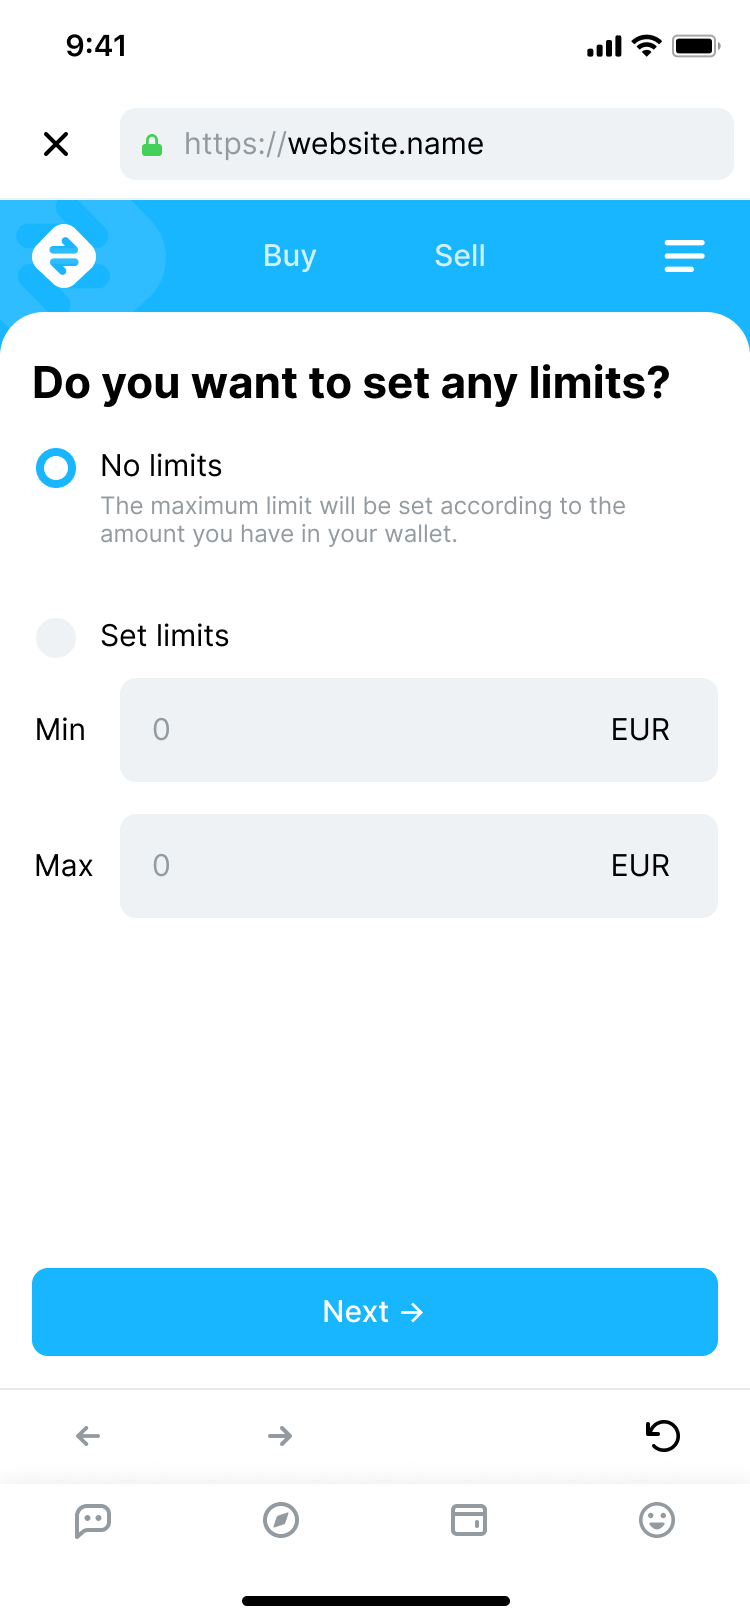 9:41
https://website.name
Buy Sell
Do you want to set any limits?
No limits
The maximum limit will be set according to the
amount you have in your wallet.
Set limits
Min 0 EUR
Max 0 EUR
Next →